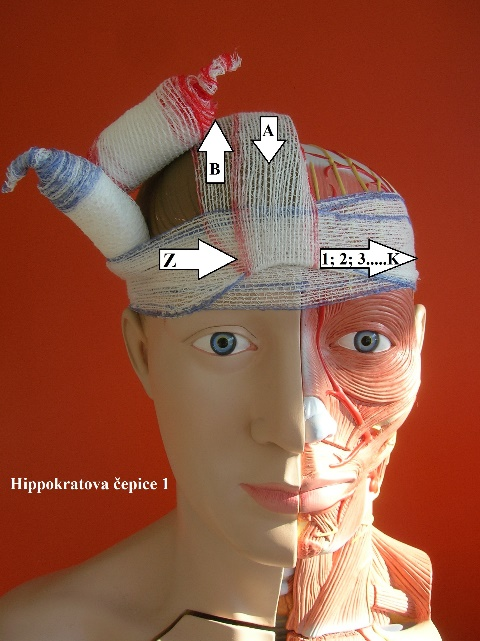 A
B
Z
1; 2; 3.....K
Hippokratova čepice 1